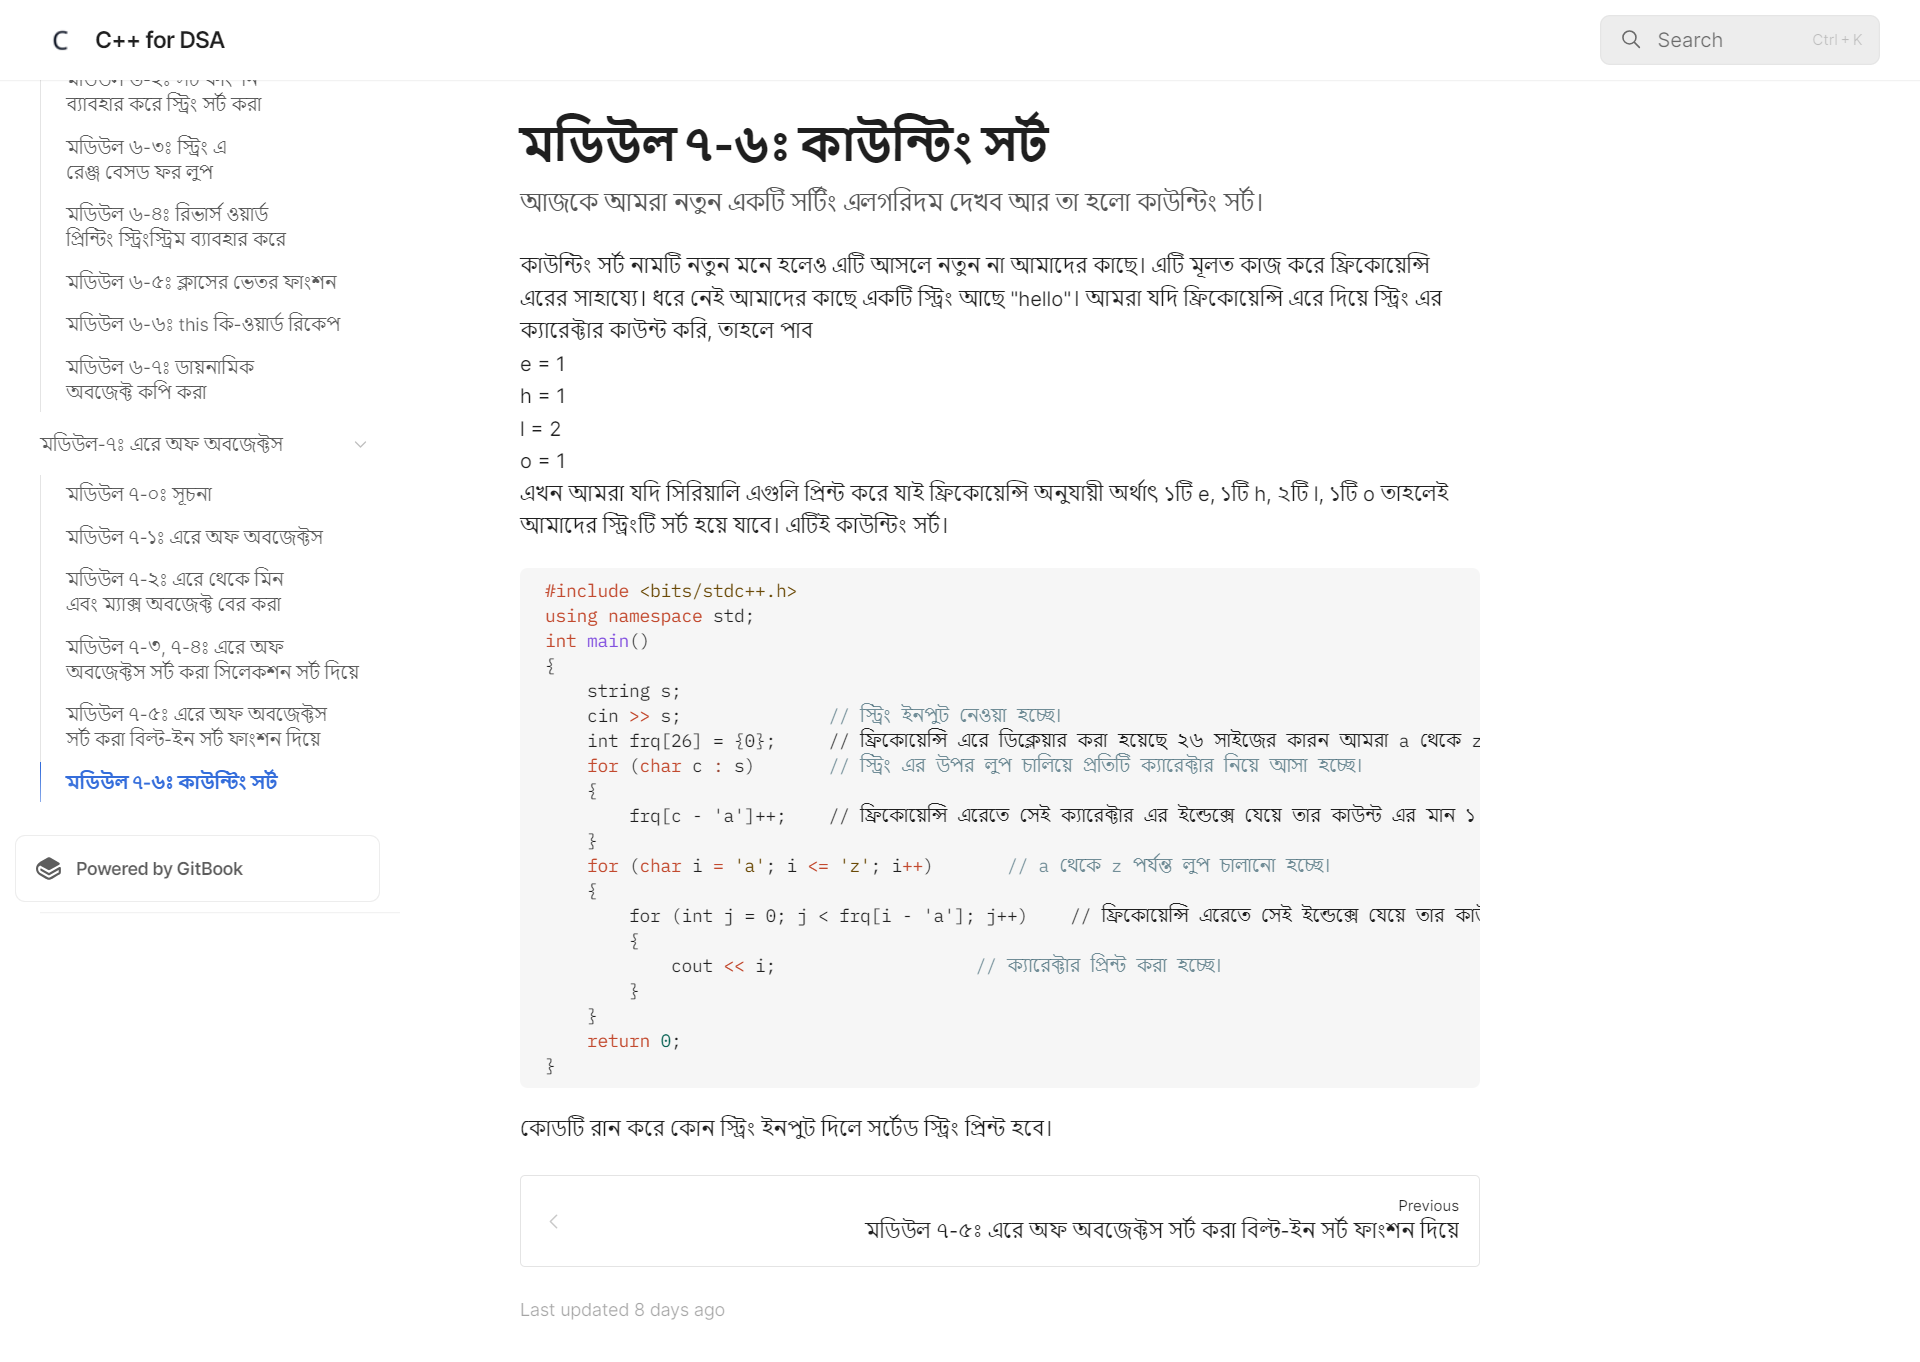 C C++ for DSA
Search Ctrl + K
ব্যাবহার করে স্ট্রিং সর্ট করা
মডিউল ৬-৩ঃ স্ট্রিং এ
রেঞ্জ বেসড ফর লুপ
মডিউল ৬-৪ঃ রিভার্স ওয়ার্ড
প্রিন্টিং স্ট্রিংস্ট্রিম ব্যাবহার করে
মডিউল ৬-৫ঃ ক্লাসের ভেতর ফাংশন
মডিউল ৬-৬ঃ this কি-ওয়ার্ড রিকেপ
মডিউল ৬-৭ঃ ডায়নামিক
অবজেক্ট কপি করা
মডিউল-৭ঃ এরে অফ অবজেক্টস
মডিউল ৭-০ঃ সূচনা
মডিউল ৭-১ঃ এরে অফ অবজেক্টস
মডিউল ৭-২ঃ এরে থেকে মিন
এবং ম্যাক্স অবজেক্ট বের করা
মডিউল ৭-৩, ৭-৪ঃ এরে অফ
অবজেক্টস সর্ট করা সিলেকশন সর্ট দিয়ে
মডিউল ৭-৫ঃ এরে অফ অবজেক্টস
সর্ট করা বিল্ট-ইন সর্ট ফাংশন দিয়ে
মডিউল ৭-৬ঃ কাউন্টিং সর্ট
Powered by GitBook
মডিউল ৭-৬ঃ কাউন্টিং সর্ট
আজকে আমরা নতুন একটি সর্টিং এলগরিদম দেখব আর তা হলো কাউন্টিং সর্ট।
কাউন্টিং সর্ট নামটি নতুন মনে হলেও এটি আসলে নতুন না আমাদের কাছে। এটি মূলত কাজ করে ফ্রিকোয়েন্সি
এরের সাহায্যে। ধরে নেই আমাদের কাছে একটি স্ট্রিং আছে "hello"। আমরা যদি ফ্রিকোয়েন্সি এরে দিয়ে স্ট্রিং এর
ক্যারেক্টার কাউন্ট করি, তাহলে পাব
e = 1
h = 1
l = 2
o = 1
এখন আমরা যদি সিরিয়ালি এগুলি প্রিন্ট করে যাই ফ্রিকোয়েন্সি অনুযায়ী অর্থাৎ ১টি e, ১টি h, ২টি l, ১টি o তাহলেই
আমাদের স্ট্রিংটি সর্ট হয়ে যাবে। এটিই কাউন্টিং সর্ট।
#include <bits/stdc++.h>
using namespace std;
int main()
{
string s;
cin >> s; // স্ট্রিং ইনপুট নেওয়া হচ্ছে।
int frq[26] = {0}; // ফ্রিকোয়েন্সি এরে ডিক্লেয়ার করা হয়েছে ২৬ সাইজের কারন আমরা a থেকে z
for (char c : s) // স্ট্রিং এর উপর লুপ চালিয়ে প্রতিটি ক্যারেক্টার নিয়ে আসা হচ্ছে।
{
frq[c - 'a']++; // ফ্রিকোয়েন্সি এরেতে সেই ক্যারেক্টার এর ইন্ডেক্সে যেয়ে তার কাউন্ট এর মান ১
}
for (char i = 'a'; i <= 'z'; i++) // a থেকে z পর্যন্ত লুপ চালানো হচ্ছে।
{
for (int j = 0; j < frq[i - 'a']; j++) // ফ্রিকোয়েন্সি এরেতে সেই ইন্ডেক্সে যেয়ে তার
{
cout << i; // ক্যারেক্টার প্রিন্ট করা হচ্ছে।
}
}
return 0;
}
কোডটি রান করে কোন স্ট্রিং ইনপুট দিলে সর্টেড স্ট্রিং প্রিন্ট হবে।
Previous
মডিউল ৭-৫ঃ এরে অফ অবজেক্টস সর্ট করা বিল্ট-ইন সর্ট ফাংশন দিয়ে
Last updated 8 days ago